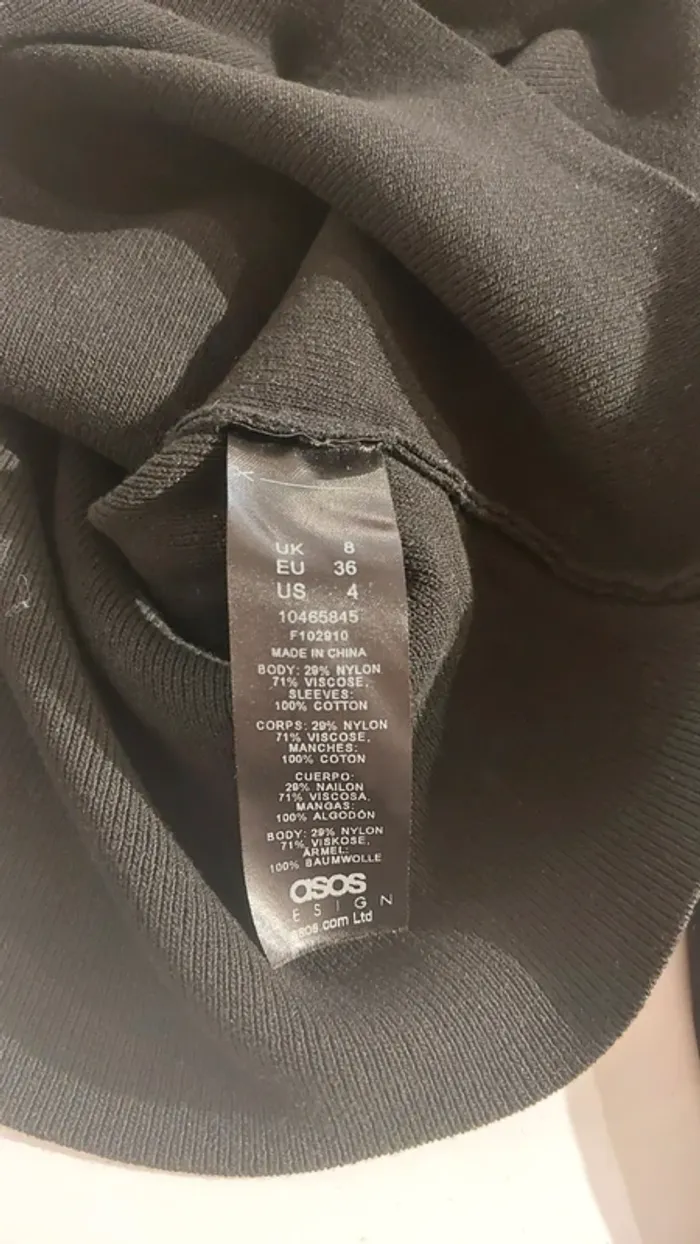 UK 8
EU 36
US 4
10465845
F102910
MADE IN CHINA
BODY: 29% NYLON
71% VISCOSE,
SLEEVES:
100% COTTON
CORPS: 29% NYLON
71% VISCOSE,
MANCHES:
100% COTON
CUERPO:
29% NAILON
71% VISCOSA,
MANGAS:
100% ALGODÓN
BODY: 29% NYLON
71% VISKOSE,
ÄRMEL:
100% BAUMWOLLE
asos
ESIGN
asos.com Ltd